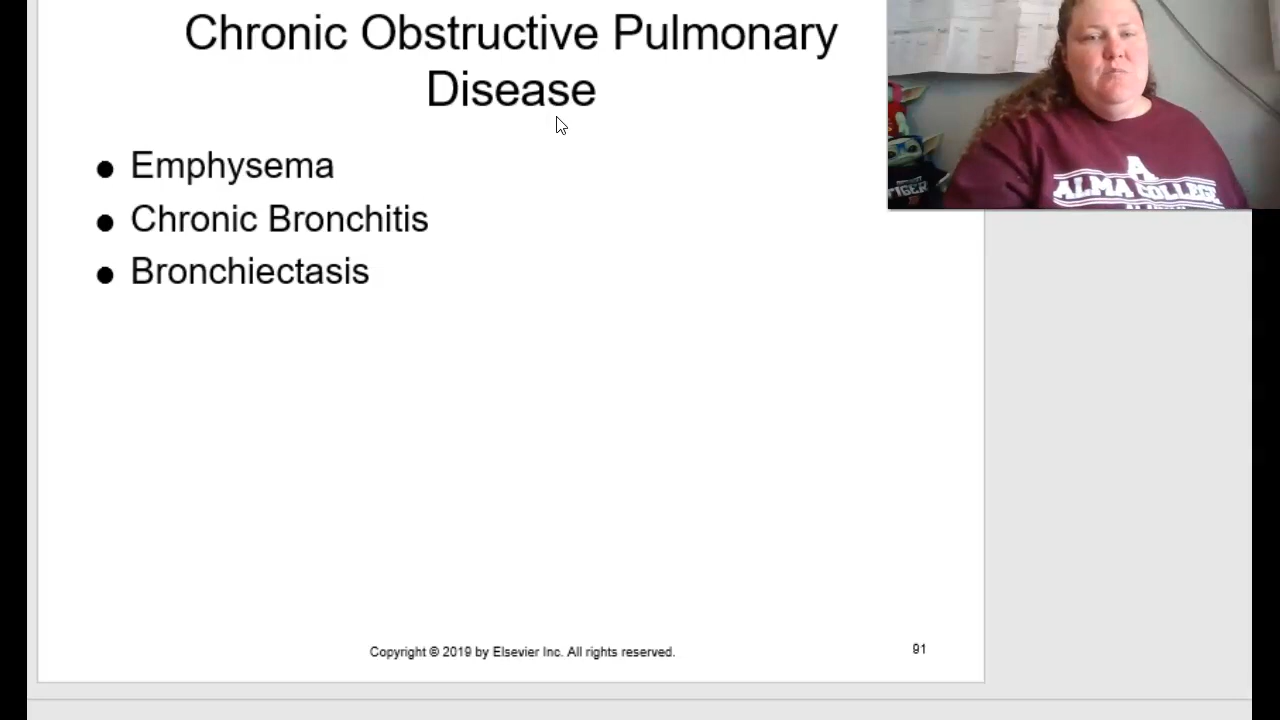 Chronic Obstructive Pulmonary
Disease
● Emphysema
● Chronic Bronchitis
● Bronchiectasis
Copyright © 2019 by Elsevier Inc. All rights reserved.
91
A
ALMA COLLEGE
TIGER